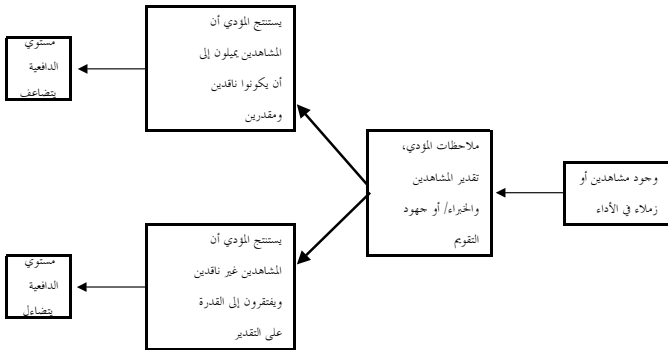 وجود مشاهدين أو
زملاء في الأداء
ملاحظات المؤدي،
تقدير المشاهدين
والخبراء/ أو جهود
التقويم
يستنتج المؤدي أن
المشاهدين يميلون إلى
أن يكونوا ناقدين
ومقدرين
مستوي
الدافعية
يتضاعف
يستنتج المؤدي أن
المشاهدين غير ناقدين
ويفتقرون إلى القدرة
على التقدير
مستوي
الدافعية
يتضاءل